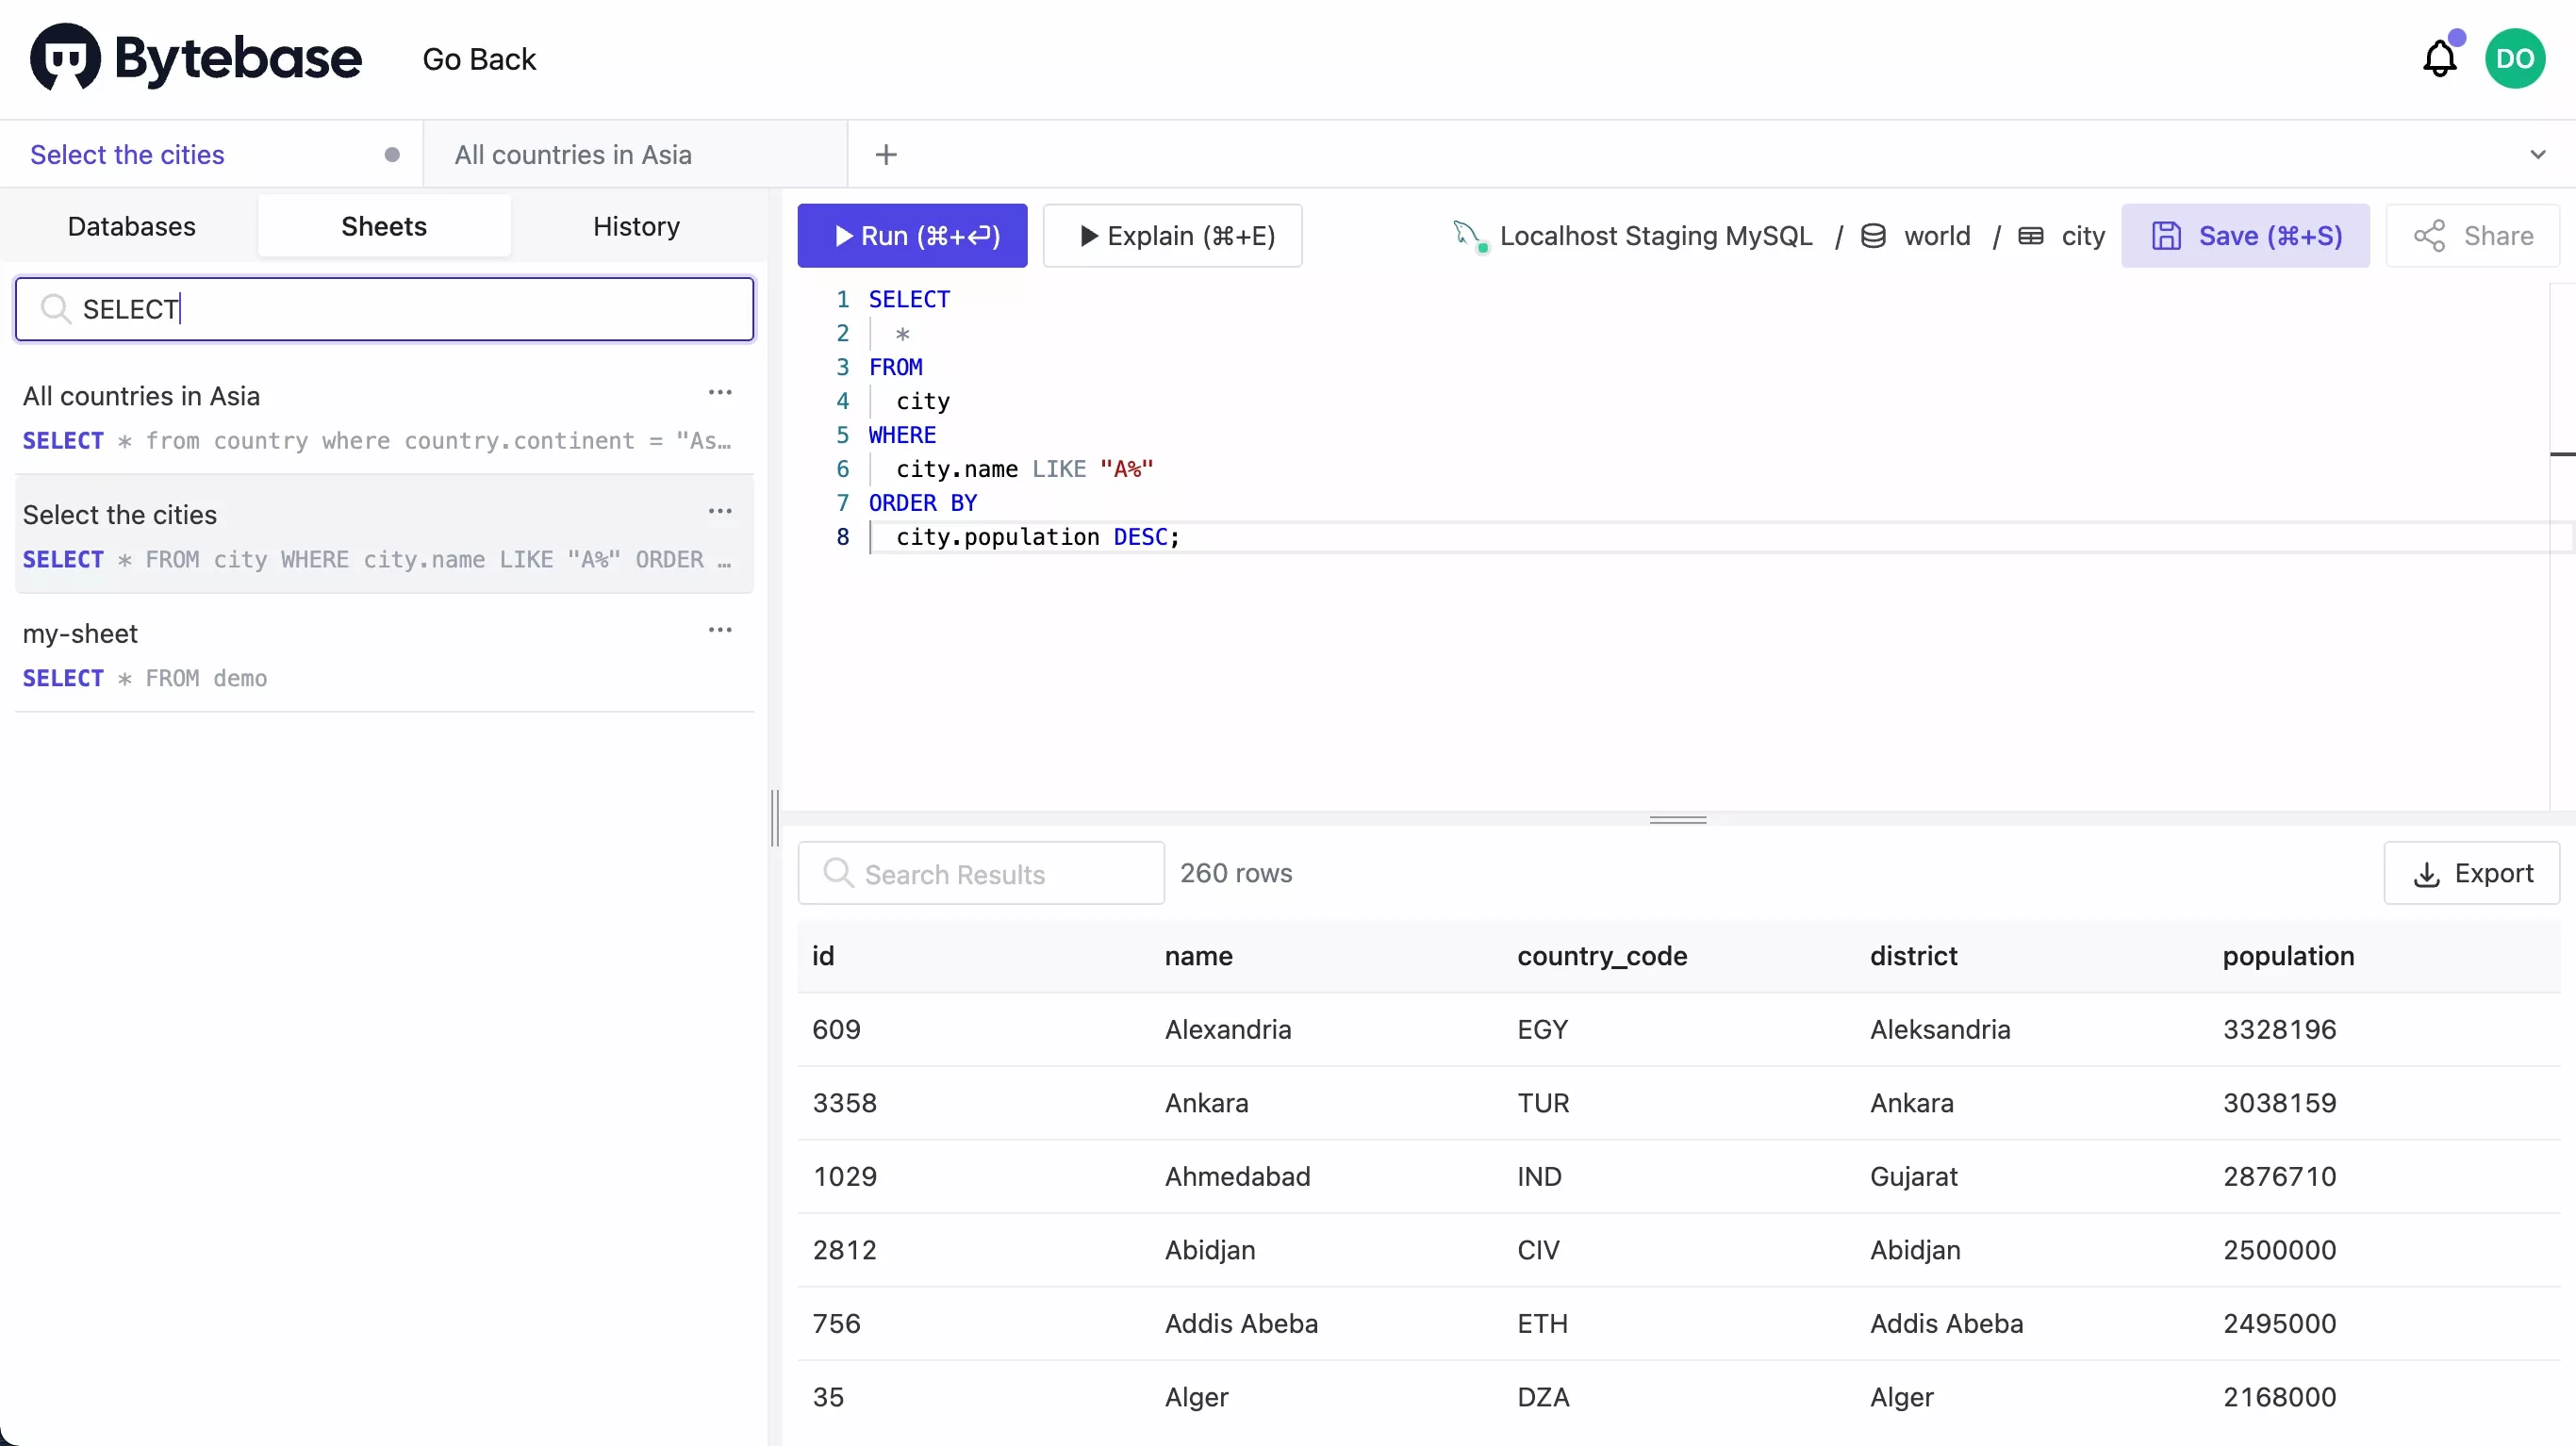 Bytebase
Go Back
DO
Select the cities
All countries in Asia
Databases
Sheets
History
SELECT
All countries in Asia
SELECT * from country where country.continent = "As…
Select the cities
SELECT * FROM city WHERE city.name LIKE "A%" ORDER …
my-sheet
SELECT * FROM demo
Run (⌘+⏎)
Explain (⌘+E)
Localhost Staging MySQL / world / city
Save (⌘+S)
Share
1 SELECT
2 *
3 FROM
4 city
5 WHERE
6 city.name LIKE "A%"
7 ORDER BY
8 city.population DESC;
Search Results
260 rows
Export
id name country_code district population
609 Alexandria EGY Aleksandria 3328196
3358 Ankara TUR Ankara 3038159
1029 Ahmedabad IND Gujarat 2876710
2812 Abidjan CIV Abidjan 2500000
756 Addis Abeba ETH Addis Abeba 2495000
35 Alger DZA Alger 2168000